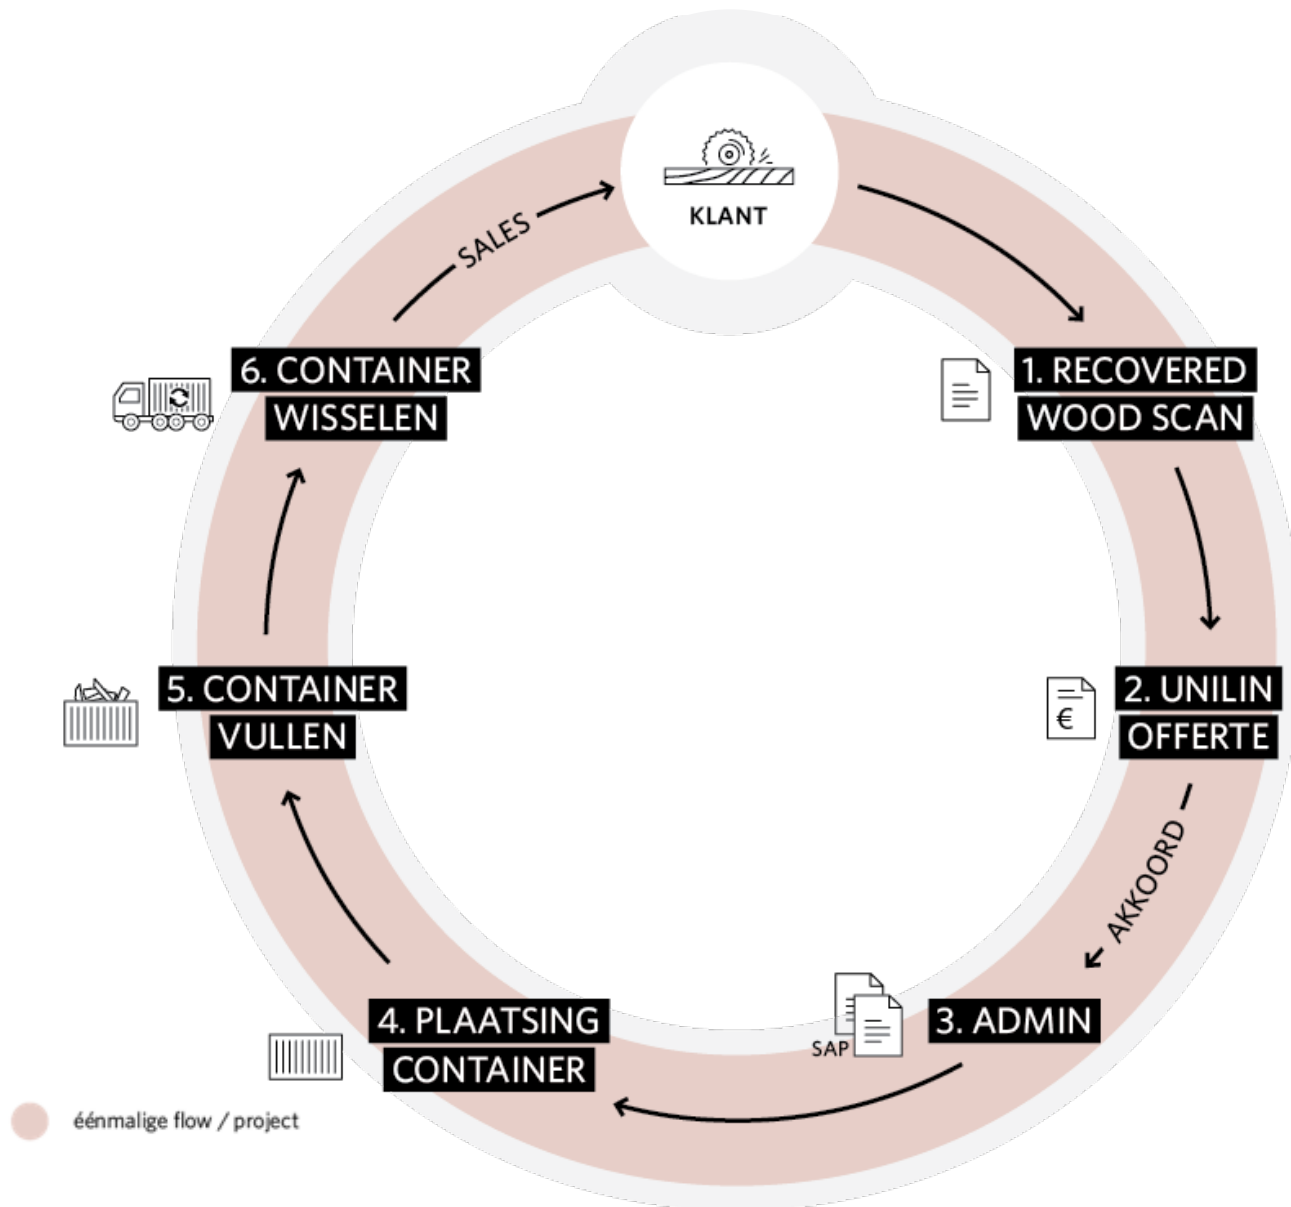 KLANT
1. RECOVERED
WOOD SCAN
2. UNILIN
OFFERTE
AKKOORD
3. ADMIN
SAP
4. PLAATSING
CONTAINER
5. CONTAINER
VULLEN
6. CONTAINER
WISSELEN
SALES
éénmalige flow / project